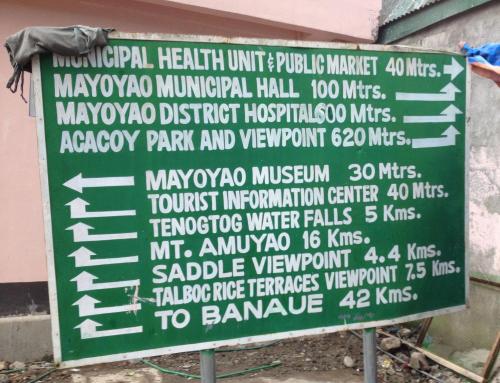 MUNICIPAL HEALTH UNIT & PUBLIC MARKET 40 Mtrs.
MAYOYAO MUNICIPAL HALL 100 Mtrs.
MAYOYAO DISTRICT HOSPITAL 600 Mtrs.
ACACOY PARK AND VIEWPOINT 620 Mtrs.
MAYOYAO MUSEUM 30 Mtrs.
TOURIST INFORMATION CENTER 40 Mtrs.
TENOGTOG WATER FALLS 5 Kms.
MT. AMUYAO 16 Kms.
SADDLE VIEWPOINT 4.4 Kms.
TALBOC RICE TERRACES VIEWPOINT 7.5 Kms.
TO BANAUE 42 Kms.